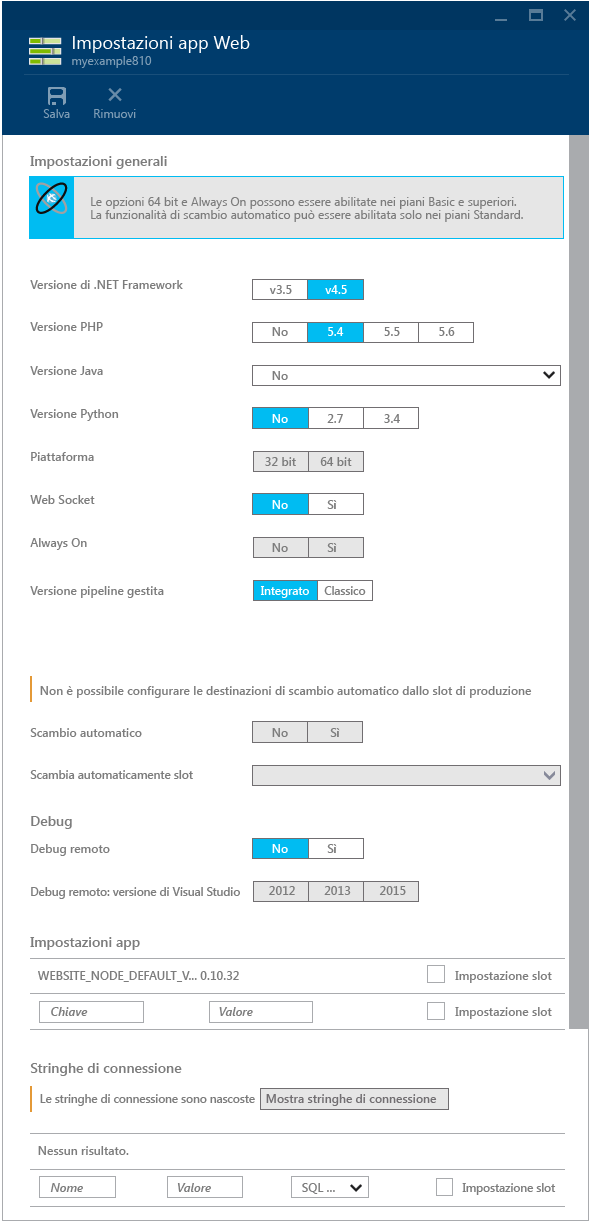 Impostazioni app Web
myexample810
Salva Rimuovi
Impostazioni generali
Le opzioni 64 bit e Always On possono essere abilitate nei piani Basic e superiori.
La funzionalità di scambio automatico può essere abilitata solo nei piani Standard.
Versione di .NET Framework v3.5 v4.5
Versione PHP No 5.4 5.5 5.6
Versione Java No
Versione Python No 2.7 3.4
Piattaforma 32 bit 64 bit
Web Socket No Sì
Always On No Sì
Versione pipeline gestita Integrato Classico
Non è possibile configurare le destinazioni di scambio automatico dallo slot di produzione
Scambio automatico No Sì
Scambia automaticamente slot
Debug
Debug remoto No Sì
Debug remoto: versione di Visual Studio 2012 2013 2015
Impostazioni app
WEBSITE_NODE_DEFAULT_V... 0.10.32 Impostazione slot
Chiave Valore Impostazione slot
Stringhe di connessione
Le stringhe di connessione sono nascoste Mostra stringhe di connessione
Nessun risultato.
Nome Valore SQL ... Impostazione slot